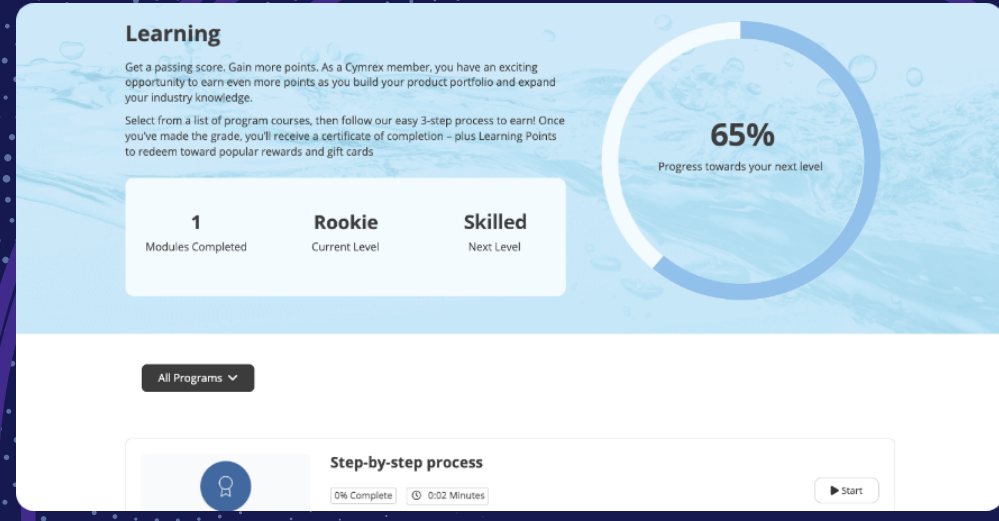 Learning
Get a passing score. Gain more points. As a Cymrex member, you have an exciting
opportunity to earn even more points as you build your product portfolio and expand
your industry knowledge.
Select from a list of program courses, then follow our easy 3-step process to earn! Once
you've made the grade, you'll receive a certificate of completion – plus Learning Points
to redeem toward popular rewards and gift cards
1
Modules Completed
Rookie
Current Level
Skilled
Next Level
65%
Progress towards your next level
All Programs
Step-by-step process
0% Complete
0:02 Minutes
Start